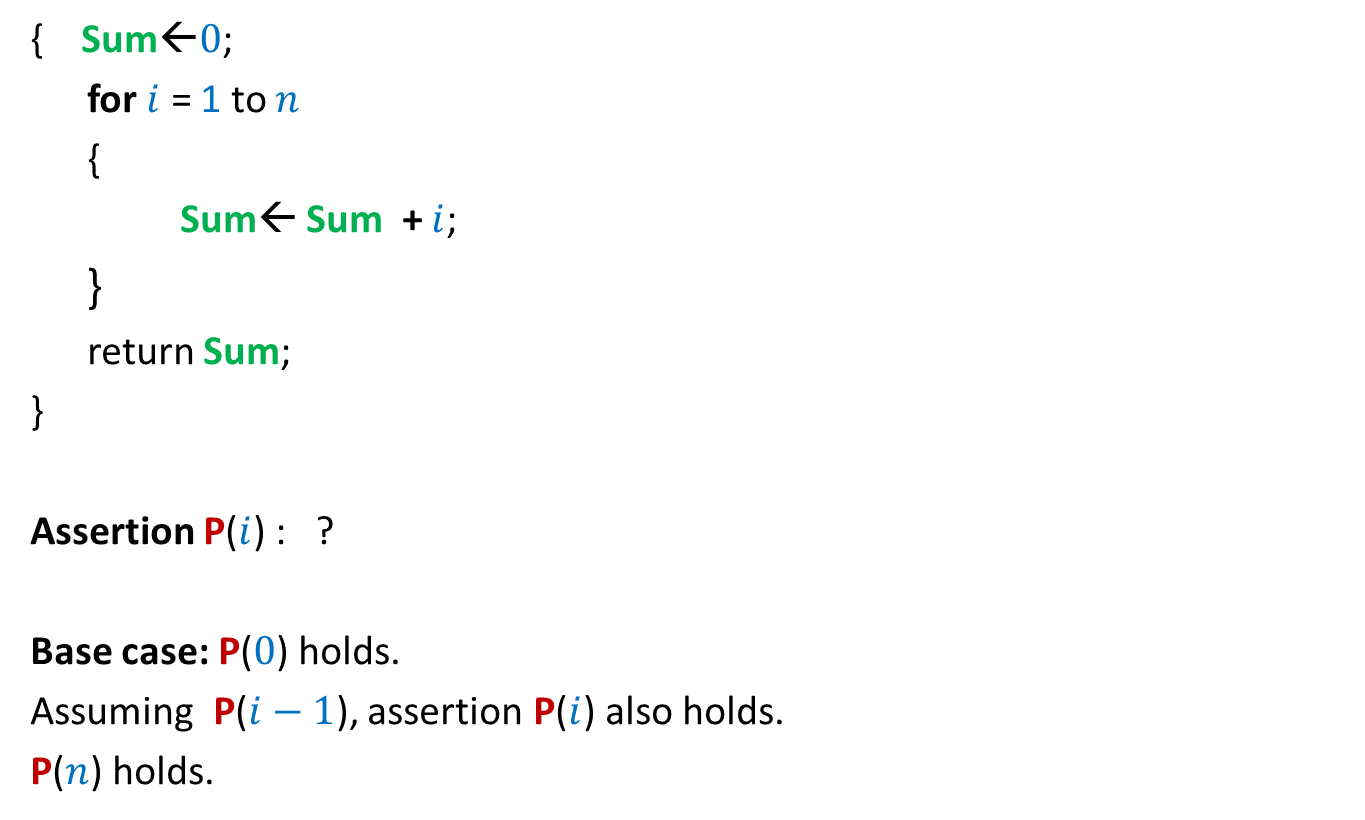 { Sum←0;
for i = 1 to n
{
Sum← Sum + i;
}
return Sum;
}
Assertion P(i) : ?
Base case: P(0) holds.
Assuming P(i − 1), assertion P(i) also holds.
P(n) holds.